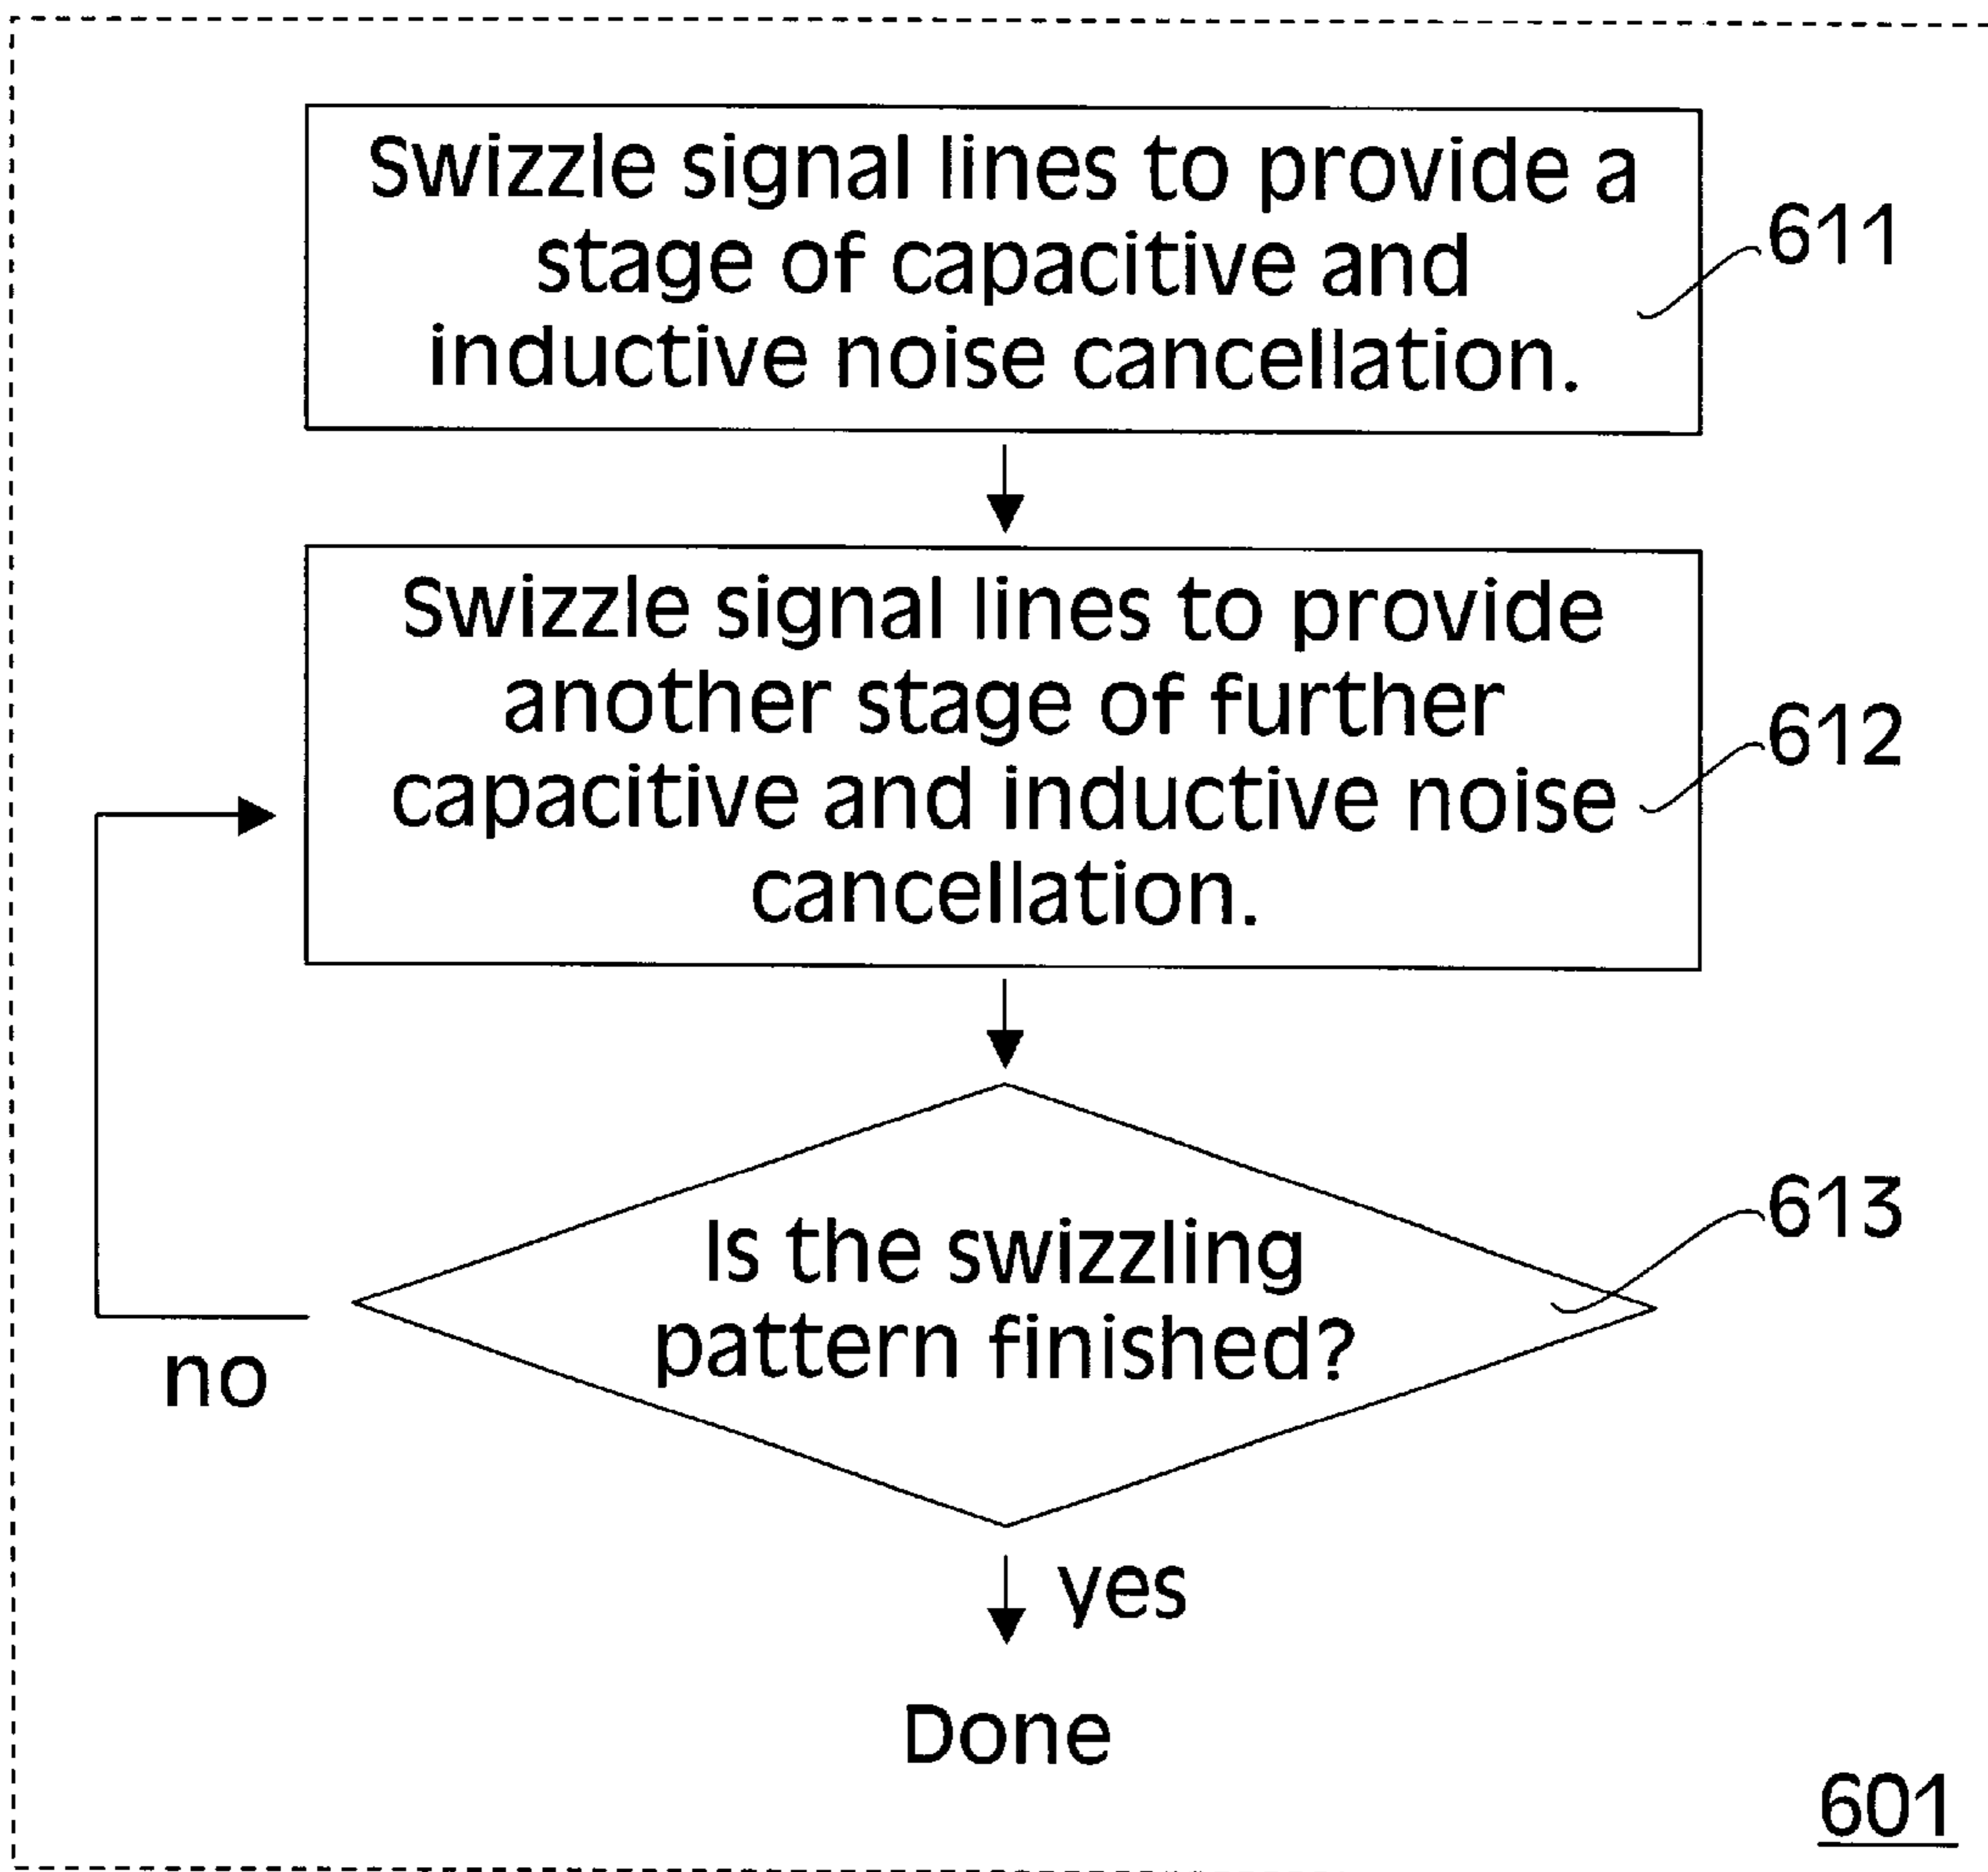 Swizzle signal lines to provide a
stage of capacitive and
inductive noise cancellation.
611
Swizzle signal lines to provide
another stage of further
capacitive and inductive noise
cancellation.
612
Is the swizzling
pattern finished?
613
no
yes
Done
601